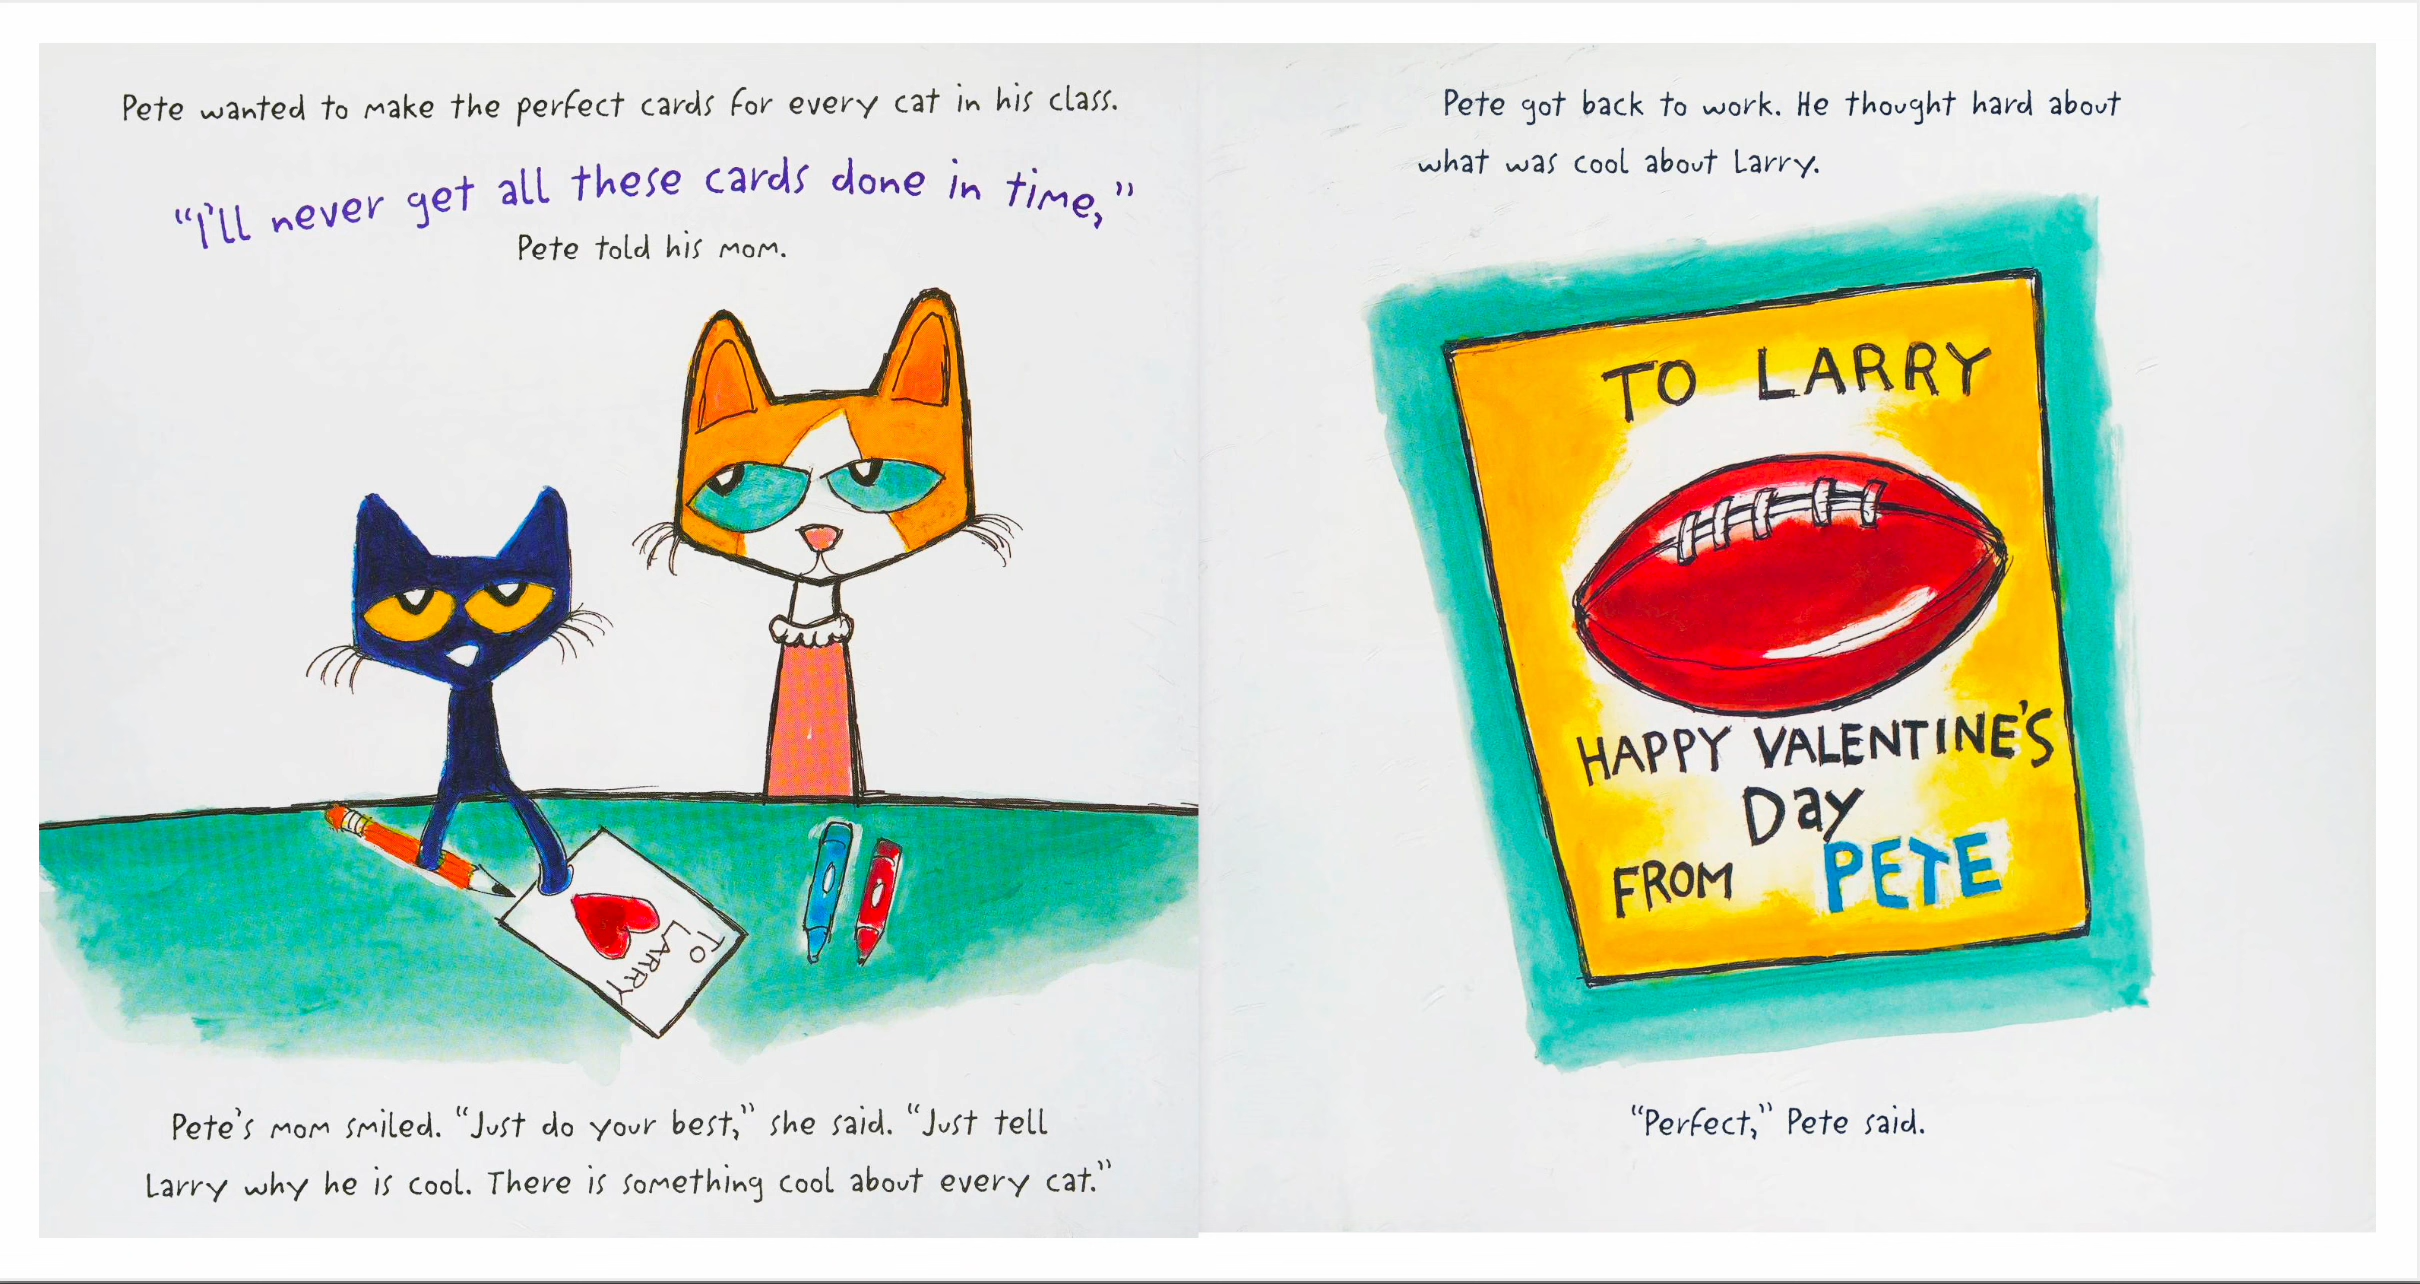 Pete wanted to make the perfect cards for every cat in his class.
“I’ll never get all these cards done in time,”
Pete told his mom.
TO
LARRY
Pete’s mom smiled. “Just do your best,” she said. “Just tell
Larry why he is cool. There is something cool about every cat.”
Pete got back to work. He thought hard about
what was cool about Larry.
TO LARRY
HAPPY VALENTINE’S
Day
FROM PETE
“Perfect,” Pete said.